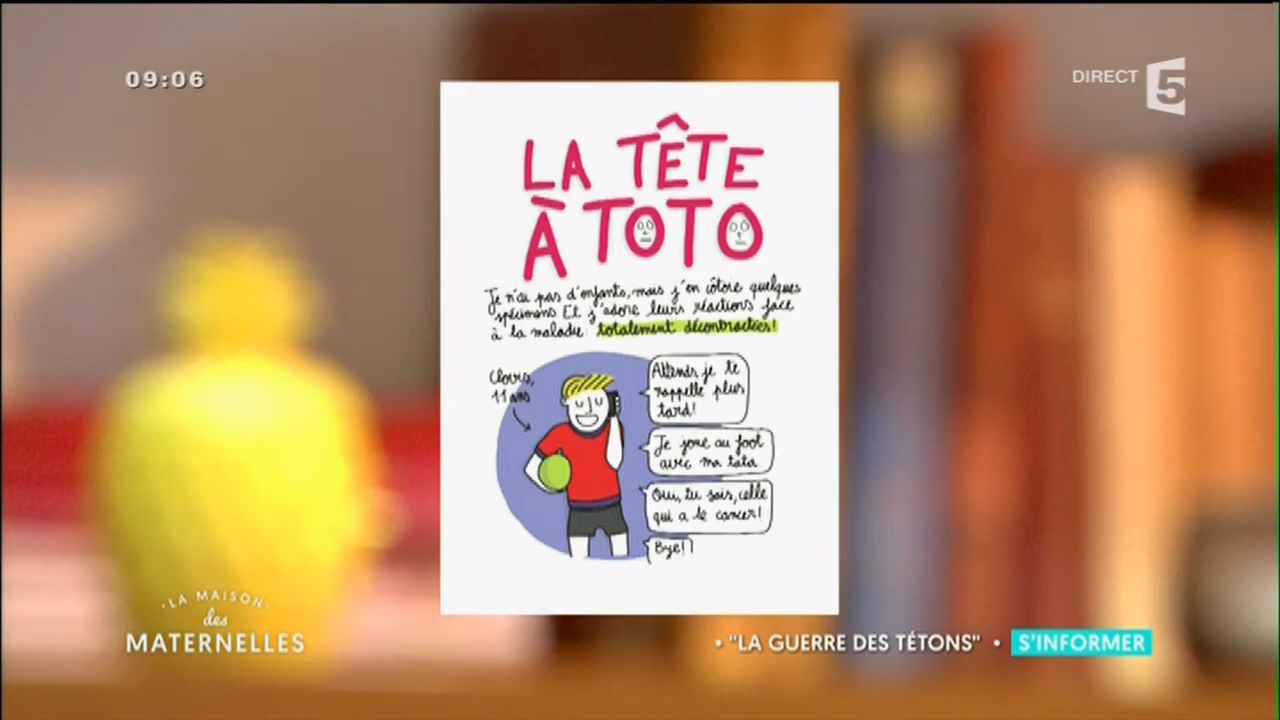 09:06
DIRECT 5
LA TÊTE
À TOTO
Je n'ai pas d'enfants, mais j'en côtoie quelques
spécimens Et j'adore leurs réactions face
à la maladie totalement décontractées!
Clovis,
11 ans
Attends, je te
rappelle plus
tard!
Je joue au foot
avec ma tata
Oui, tu sais, celle
qui a le cancer!
Bye!
LA MAISON
des
MATERNELLES
• "LA GUERRE DES TÉTONS" • S'INFORMER